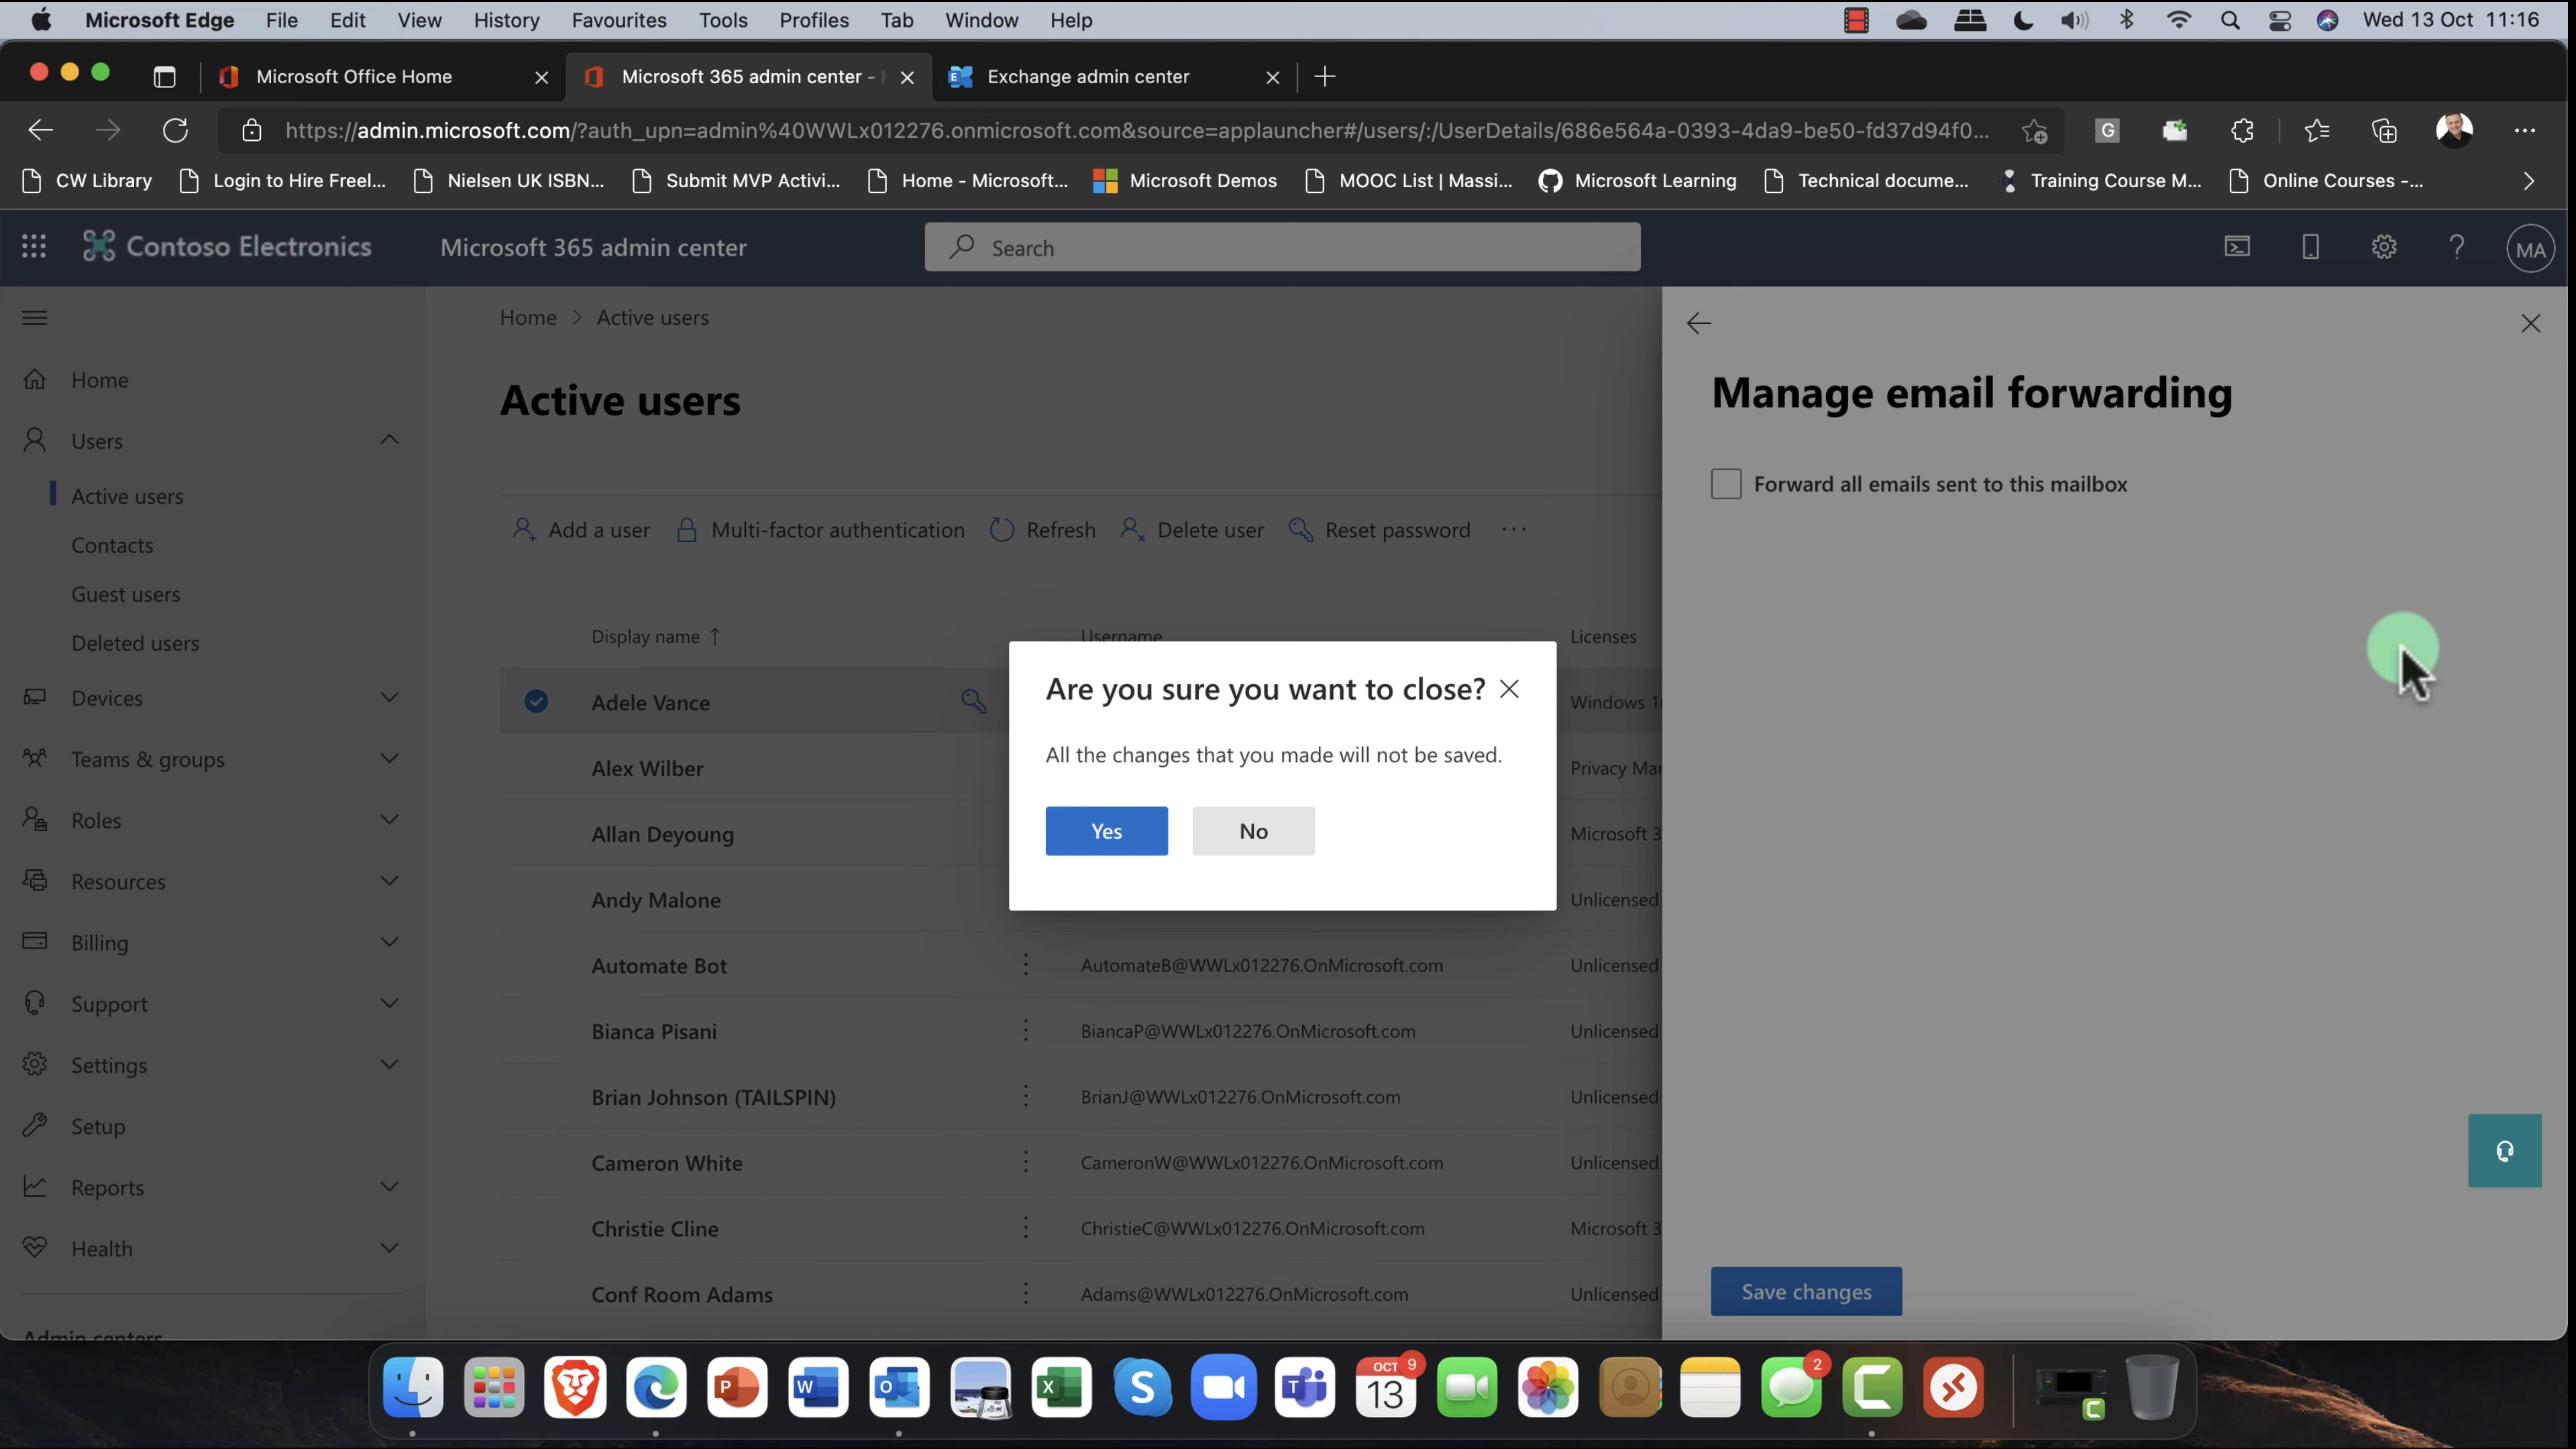 Microsoft Edge File Edit View History Favourites Tools Profiles Tab Window Help Wed 13 Oct 11:16
Microsoft Office Home Microsoft 365 admin center - Exchange admin center
https://admin.microsoft.com/?auth_upn=admin%40WWLx012276.onmicrosoft.com&source=applauncher#/users/:/UserDetails/686e564a-0393-4da9-be50-fd37d94f0...
CW Library Login to Hire Freel... Nielsen UK ISBN... Submit MVP Activi... Home - Microsoft... Microsoft Demos MOOC List | Massi... Microsoft Learning Technical docume... Training Course M... Online Courses -...
Contoso Electronics Microsoft 365 admin center Search MA
Home
Users
Active users
Contacts
Guest users
Deleted users
Devices
Teams & groups
Roles
Resources
Billing
Support
Settings
Setup
Reports
Health
Admin centers
Home > Active users
Active users
Add a user Multi-factor authentication Refresh Delete user Reset password
Display name ↑ Username Licenses
Adele Vance Windows 1
Alex Wilber Privacy Ma
Allan Deyoung Microsoft 3
Andy Malone Unlicensed
Automate Bot AutomateB@WWLx012276.OnMicrosoft.com Unlicensed
Bianca Pisani BiancaP@WWLx012276.OnMicrosoft.com Unlicensed
Brian Johnson (TAILSPIN) BrianJ@WWLx012276.OnMicrosoft.com Unlicensed
Cameron White CameronW@WWLx012276.OnMicrosoft.com Unlicensed
Christie Cline ChristieC@WWLx012276.OnMicrosoft.com Microsoft 3
Conf Room Adams Adams@WWLx012276.OnMicrosoft.com Unlicensed
Are you sure you want to close?
All the changes that you made will not be saved.
Yes No
Manage email forwarding
Forward all emails sent to this mailbox
Save changes
OCT 9
13
2